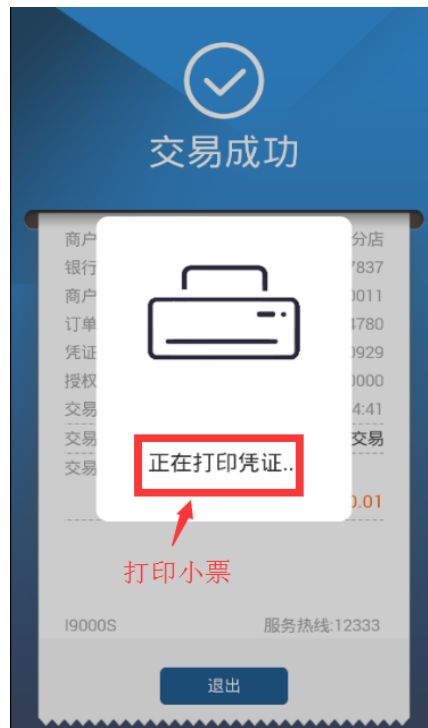 交易成功
商户 分店
银行 7837
商户 0011
订单 4780
凭证 0929
授权 0000
交易 4:41
交易 交易
交易
正在打印凭证..
0.01
打印小票
I9000S 服务热线:12333
退出